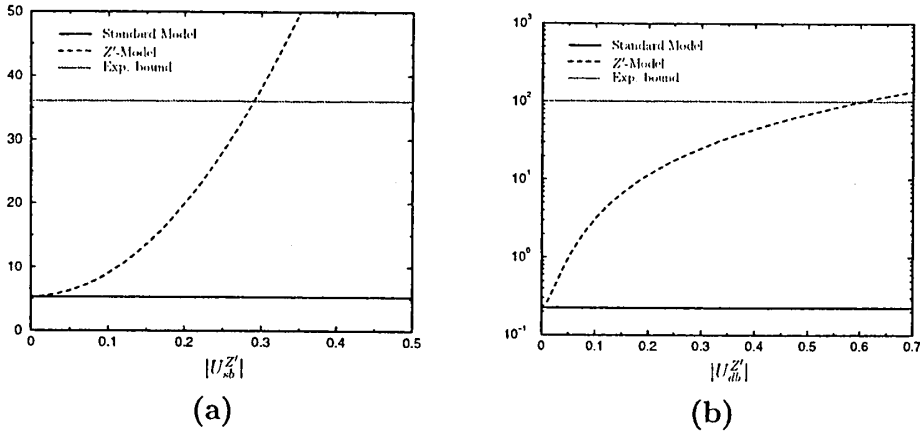 50
40
30
20
10
0
Standard Model
Z'-Model
Exp. bound
0 0.1 0.2 0.3 0.4 0.5
|U_{sb}^{Z'}|
(a)
10^3
10^2
10^1
10^0
10^{-1}
Standard Model
Z'-Model
Exp. bound
0 0.1 0.2 0.3 0.4 0.5 0.6 0.7
|U_{db}^{Z'}|
(b)